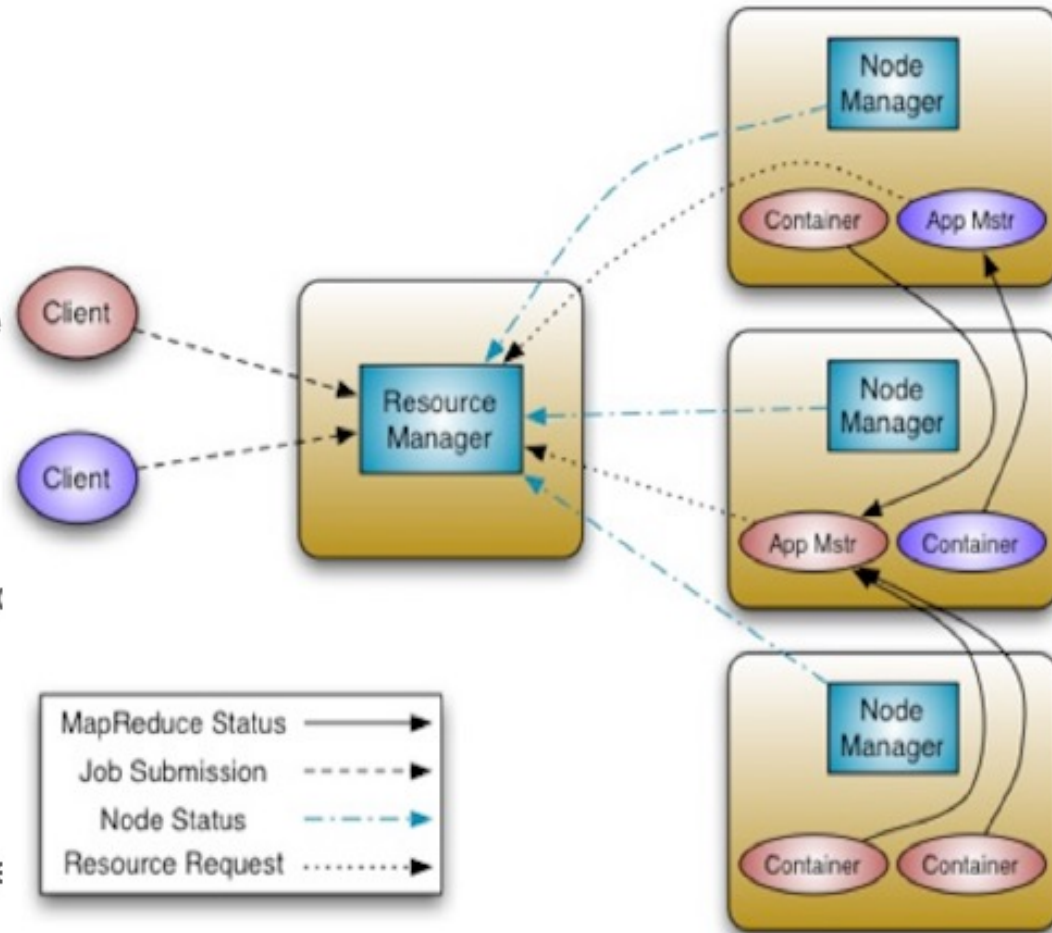 Node
Manager
Container
App Mstr
Client
Resource
Manager
Node
Manager
Client
App Mstr
Container
MapReduce Status
Job Submission
Node Status
Resource Request
Node
Manager
Container
Container